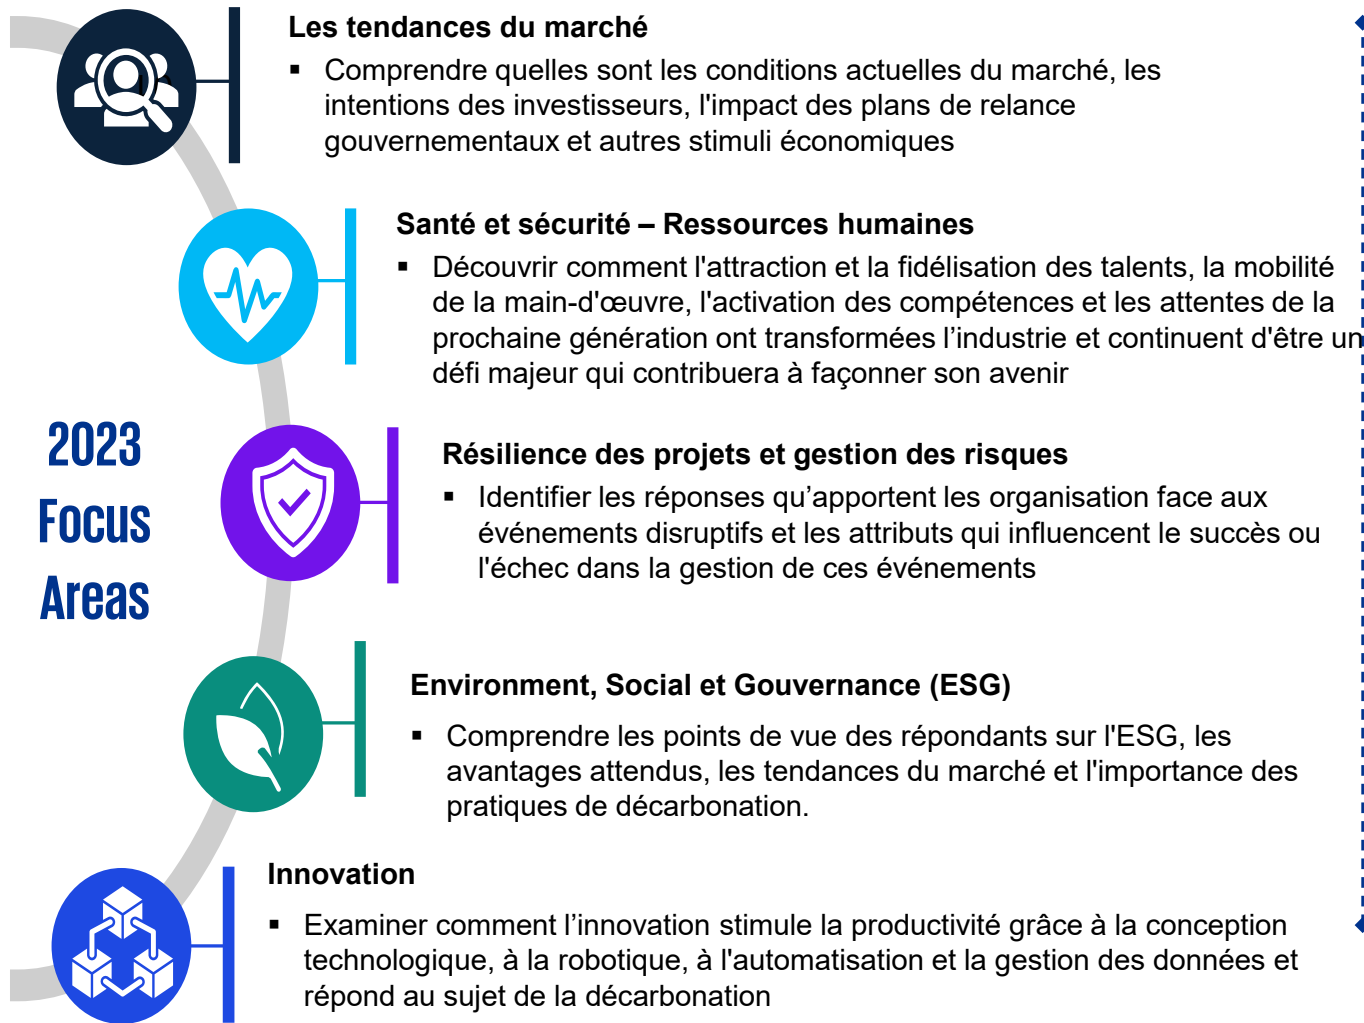 Les tendances du marché
▪ Comprendre quelles sont les conditions actuelles du marché, les
intentions des investisseurs, l'impact des plans de relance
gouvernementaux et autres stimuli économiques
Santé et sécurité – Ressources humaines
▪ Découvrir comment l'attraction et la fidélisation des talents, la mobilité
de la main-d'œuvre, l'activation des compétences et les attentes de la
prochaine génération ont transformées l’industrie et continuent d'être un
défi majeur qui contribuera à façonner son avenir
2023
Focus
Areas
Résilience des projets et gestion des risques
▪ Identifier les réponses qu’apportent les organisation face aux
événements disruptifs et les attributs qui influencent le succès ou
l'échec dans la gestion de ces événements
Environment, Social et Gouvernance (ESG)
▪ Comprendre les points de vue des répondants sur l'ESG, les
avantages attendus, les tendances du marché et l'importance des
pratiques de décarbonation.
Innovation
▪ Examiner comment l’innovation stimule la productivité grâce à la conception
technologique, à la robotique, à l'automatisation et la gestion des données et
répond au sujet de la décarbonation